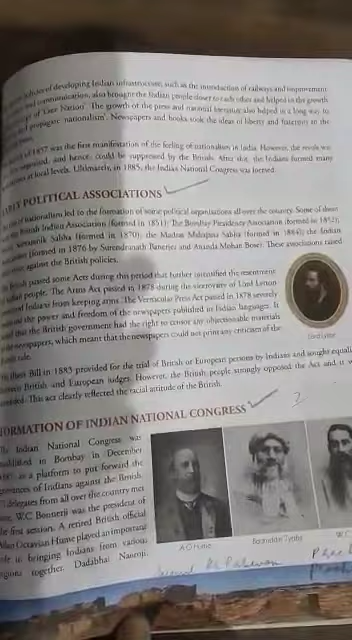 policies of developing Indian infrastructure, such as the introduction of railways and improvement
and communication, also brought the Indian people closer to each other and helped in the growth
of 'One Nation'. The growth of the press and national literature also helped in a long way to
and propagate nationalism. Newspapers and books took the ideas of liberty and fraternity to the
of 1857 was the first manifestation of the feeling of nationalism in India. However, the revolt was
organised, and hence, could be suppressed by the British. After this, the Indians formed many
at local levels. Ultimately, in 1885, the Indian National Congress was formed.
POLITICAL ASSOCIATIONS
of nationalism led to the formation of some political organisations all over the country. Some of these
British Indian Association (formed in 1851); The Bombay Presidency Association (formed in 1852);
Sabha (formed in 1870); the Madras Mahajana Sabha (formed in 1884); the Indian
(formed in 1876 by Surendranath Banerjee and Ananda Mohan Bose). These associations raised
against the British policies.
British passed some Acts during this period that further intensified the resentment
people. The Arms Act passed in 1878 during the viceroyalty of Lord Lytton
Indians from keeping arms. The Vernacular Press Act passed in 1878 severely
the power and freedom of the newspapers published in Indian languages. It
that the British government had the right to censor any objectionable materials
newspapers, which meant that the newspapers could not print any criticism of the
rule.
Lord Lytton
Bill in 1883 provided for the trial of British or European persons by Indians and sought
British and European judges. However, the British people strongly opposed the Act and it
This act clearly reflected the racial attitude of the British.
FORMATION OF INDIAN NATIONAL CONGRESS
?
The Indian National Congress was
established in Bombay in December
as a platform to put forward the
grievances of Indians against the British.
delegates from all over the country met
W.C. Bonnerji was the president of
the first session. A retired British official
Allan Octavian Hume played an important
role in bringing Indians from various
regions together. Dadabhai Naoroji,
A.O Hume
Badruddin Tyabji
W.C.